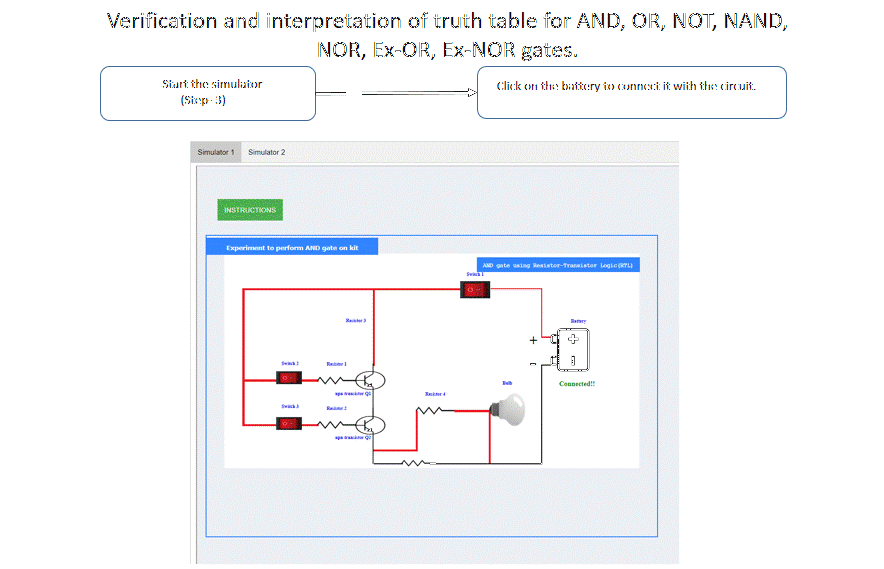 Verification and interpretation of truth table for AND, OR, NOT, NAND,
NOR, Ex-OR, Ex-NOR gates.
Start the simulator
(Step -3)
Click on the battery to connect it with the circuit.
Simulator 1 Simulator 2
INSTRUCTIONS
Experiment to perform AND gate on kit
AND gate using Resistor-Transistor Logic(RTL)
Switch 1
Resistor 3
Battery
+
-
Switch 2
Resistor 1
Connected!!
npn transistor Q1
Bulb
Resistor 4
Switch 3
Resistor 2
npn transistor Q2